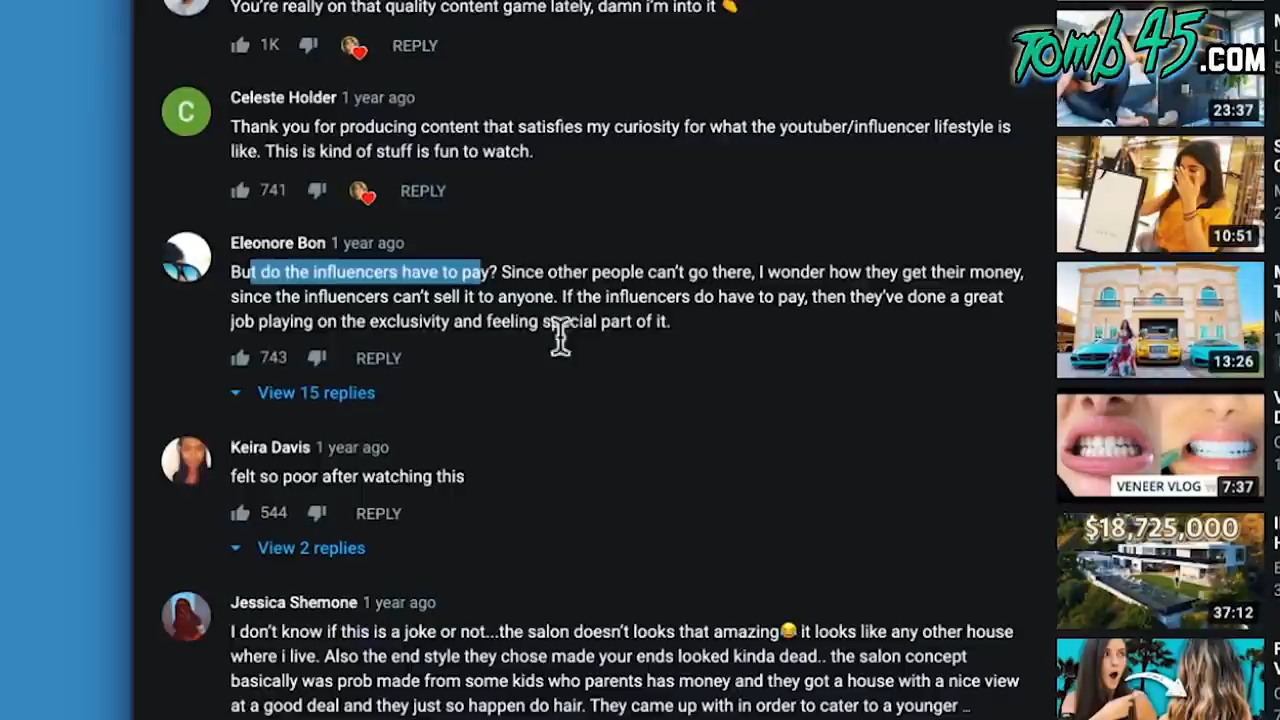 You're really on that quality content game lately, damn i'm into it 👏
1K REPLY
Tomb45.COM
23:37
Celeste Holder 1 year ago
C
Thank you for producing content that satisfies my curiosity for what the youtuber/influencer lifestyle is
like. This is kind of stuff is fun to watch.
741 REPLY
10:51
Eleonore Bon 1 year ago
But do the influencers have to pay? Since other people can't go there, I wonder how they get their money,
since the influencers can't sell it to anyone. If the influencers do have to pay, then they've done a great
job playing on the exclusivity and feeling special part of it.
743 REPLY
13:26
View 15 replies
Keira Davis 1 year ago
felt so poor after watching this
VENEER VLOG 7:37
544 REPLY
View 2 replies
$18,725,000
37:12
Jessica Shemone 1 year ago
I don't know if this is a joke or not...the salon doesn't looks that amazing😂 it looks like any other house
where i live. Also the end style they chose made your ends looked kinda dead.. the salon concept
basically was prob made from some kids who parents has money and they got a house with a nice view
at a good deal and they just so happen do hair. They came up with in order to cater to a younger ..